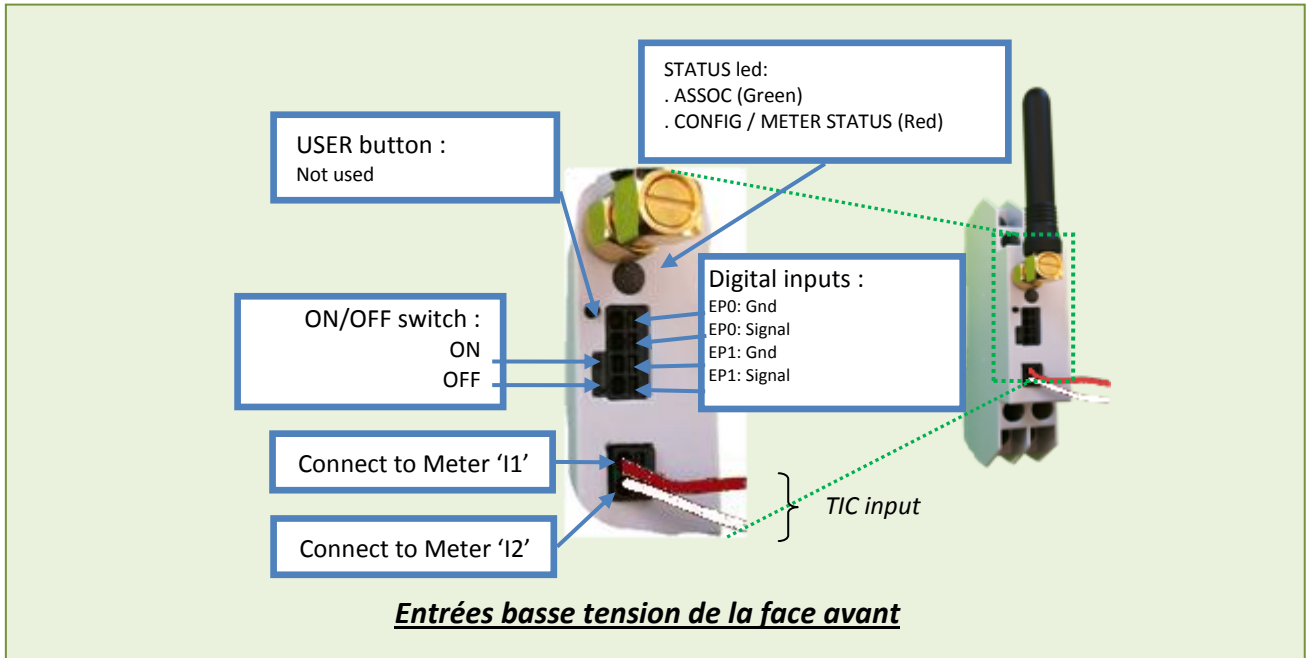 STATUS led:
. ASSOC (Green)
. CONFIG / METER STATUS (Red)
USER button :
Not used
Digital inputs :
EP0: Gnd
EP0: Signal
EP1: Gnd
EP1: Signal
ON/OFF switch :
ON
OFF
Connect to Meter ‘I1’
TIC input
Connect to Meter ‘I2’
Entrées basse tension de la face avant